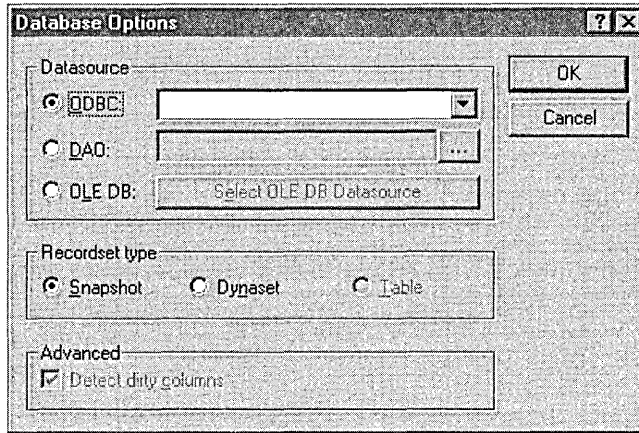 Database Options ? X
Datasource
OK
ODBC:
Cancel
DAO: ...
OLE DB: Select OLE DB Datasource
Recordset type
Snapshot Dynaset Table
Advanced
Detect dirty columns